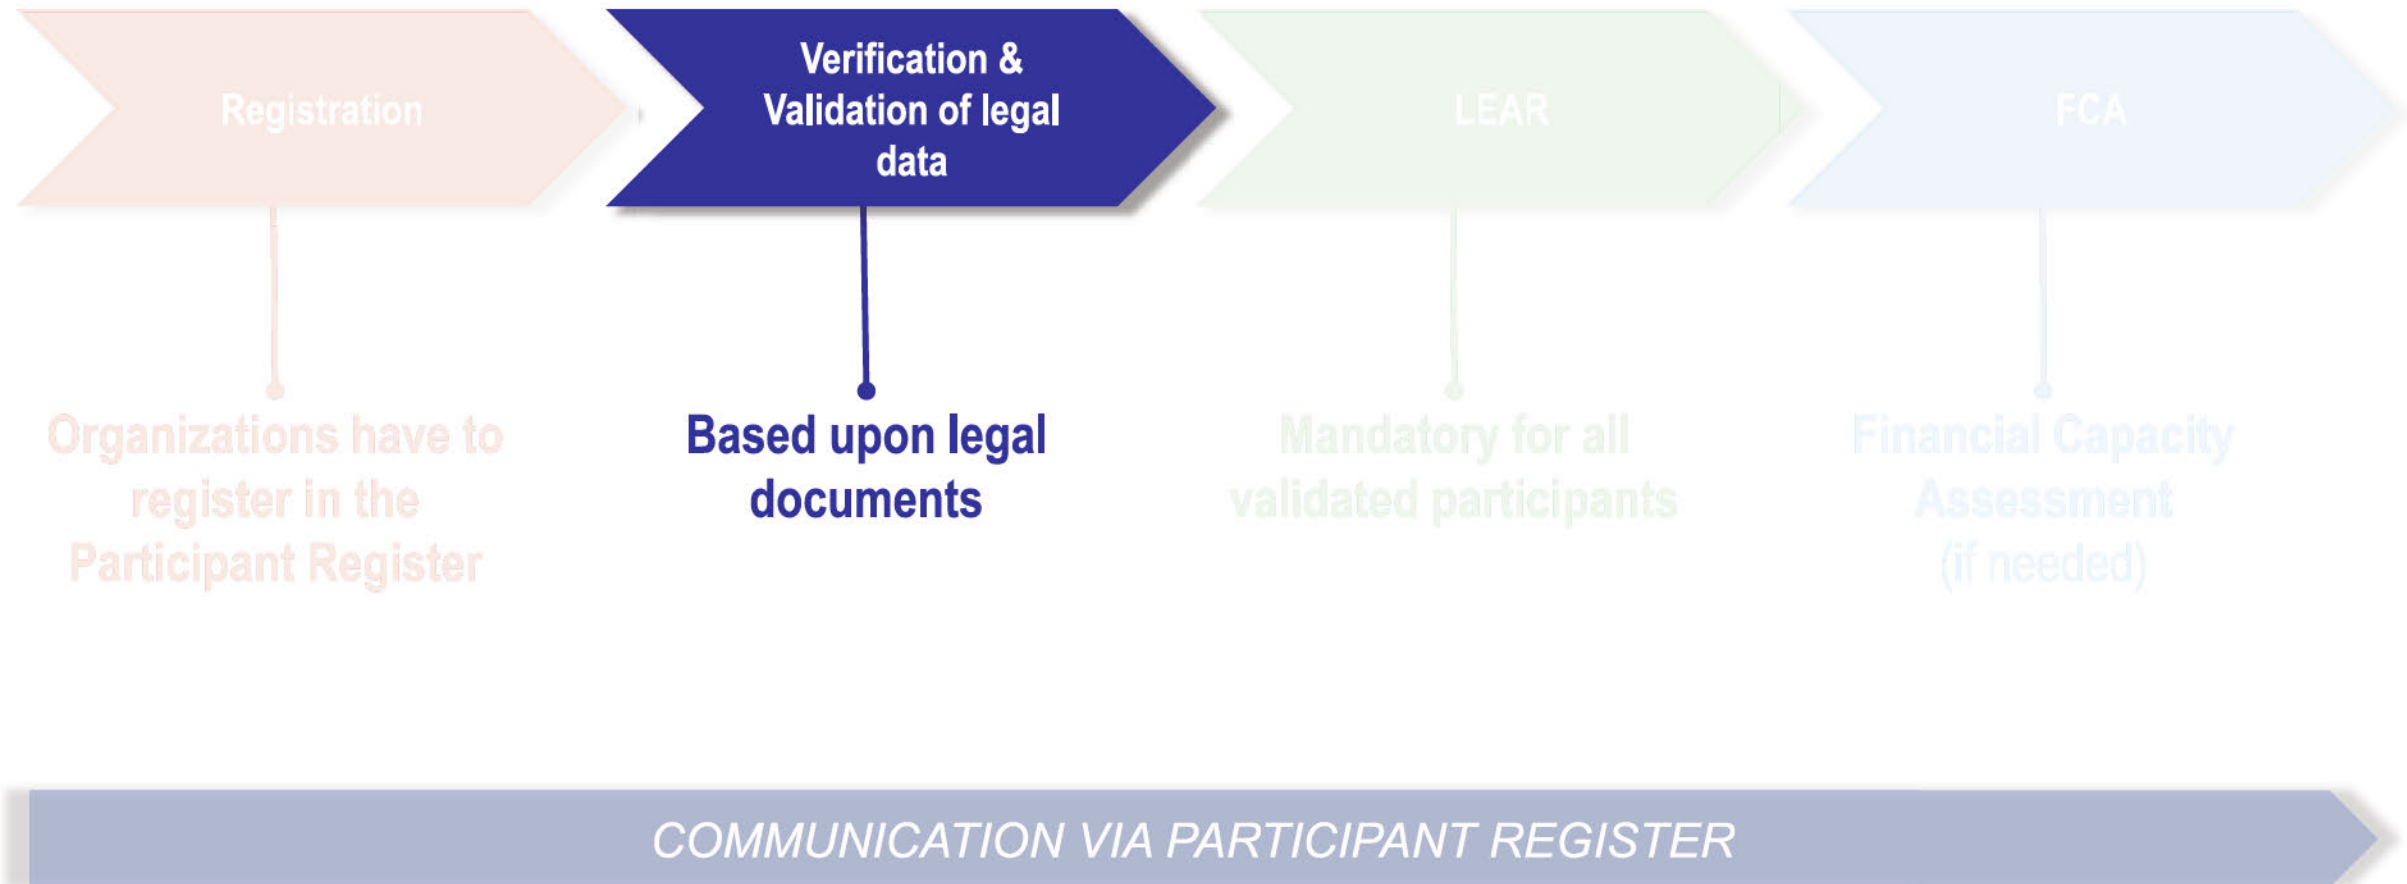 Registration
Verification &
Validation of legal
data
LEAR
FCA
Organizations have to
register in the
Participant Register
Based upon legal
documents
Mandatory for all
validated participants
Financial Capacity
Assessment
(if needed)
COMMUNICATION VIA PARTICIPANT REGISTER